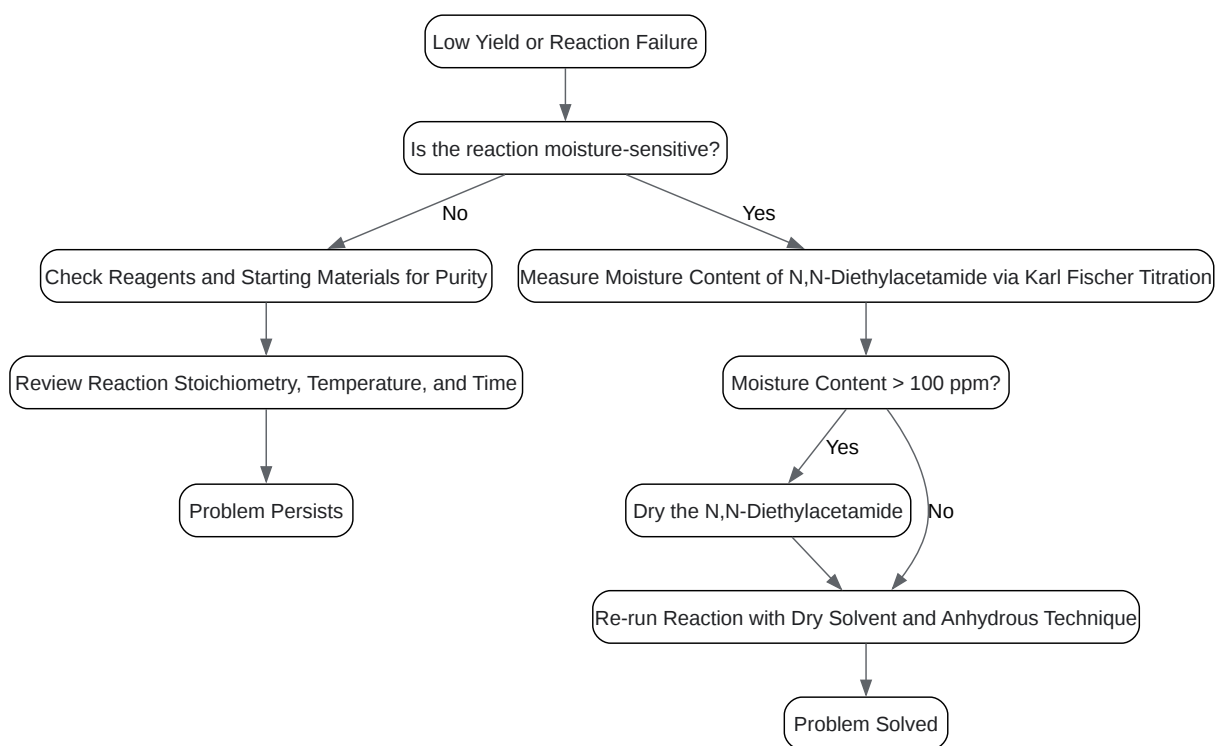 Low Yield or Reaction Failure
Is the reaction moisture-sensitive?
No
Yes
Check Reagents and Starting Materials for Purity
Measure Moisture Content of N,N-Diethylacetamide via Karl Fischer Titration
Review Reaction Stoichiometry, Temperature, and Time
Moisture Content > 100 ppm?
Yes
Problem Persists
Dry the N,N-Diethylacetamide
No
Re-run Reaction with Dry Solvent and Anhydrous Technique
Problem Solved